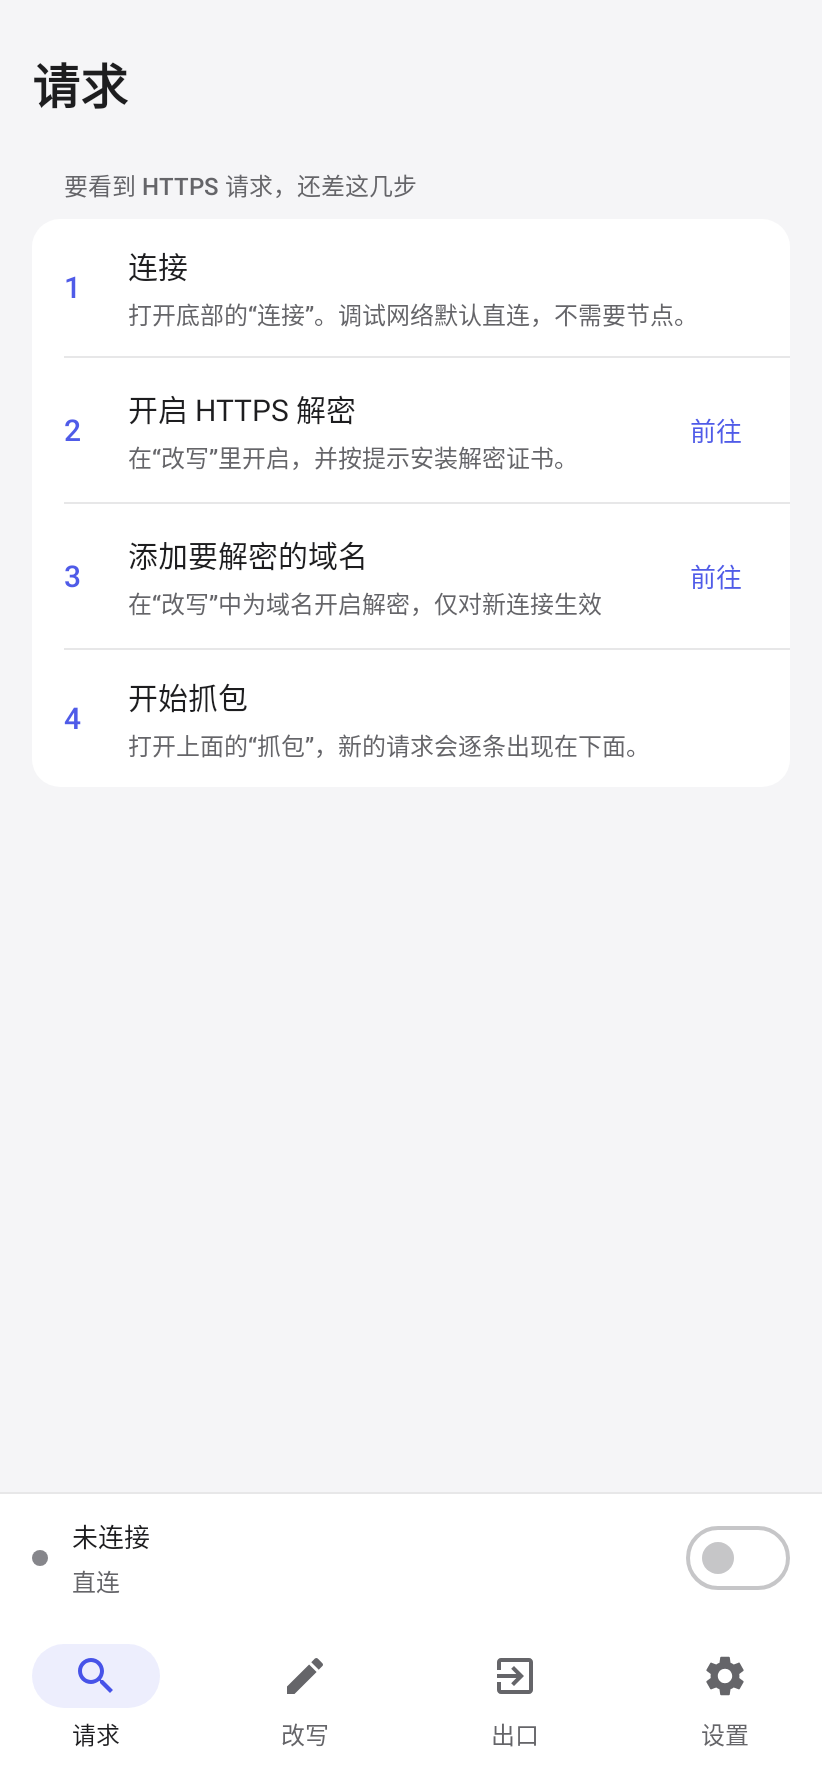 请求
要看到 HTTPS 请求，还差这几步
1
连接
打开底部的“连接”。调试网络默认直连，不需要节点。
2
开启 HTTPS 解密
在“改写”里开启，并按提示安装解密证书。
前往
3
添加要解密的域名
在“改写”中为域名开启解密，仅对新连接生效
前往
4
开始抓包
打开上面的“抓包”，新的请求会逐条出现在下面。
未连接
直连
请求
改写
出口
设置